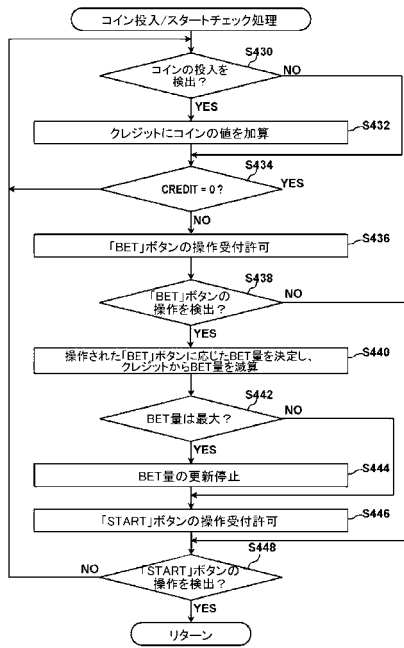 コイン投入/スタートチェック処理
S430
コインの投入を
検出?
NO
YES
S432
クレジットにコインの値を加算
S434
CREDIT = 0?
YES
NO
S436
「BET」ボタンの操作受付許可
S438
「BET」ボタンの
操作を検出?
NO
YES
S440
操作された「BET」ボタンに応じたBET量を決定し、
クレジットからBET量を減算
S442
BET量は最大?
NO
YES
S444
BET量の更新停止
S446
「START」ボタンの操作受付許可
S448
NO
「START」ボタンの
操作を検出?
YES
リターン